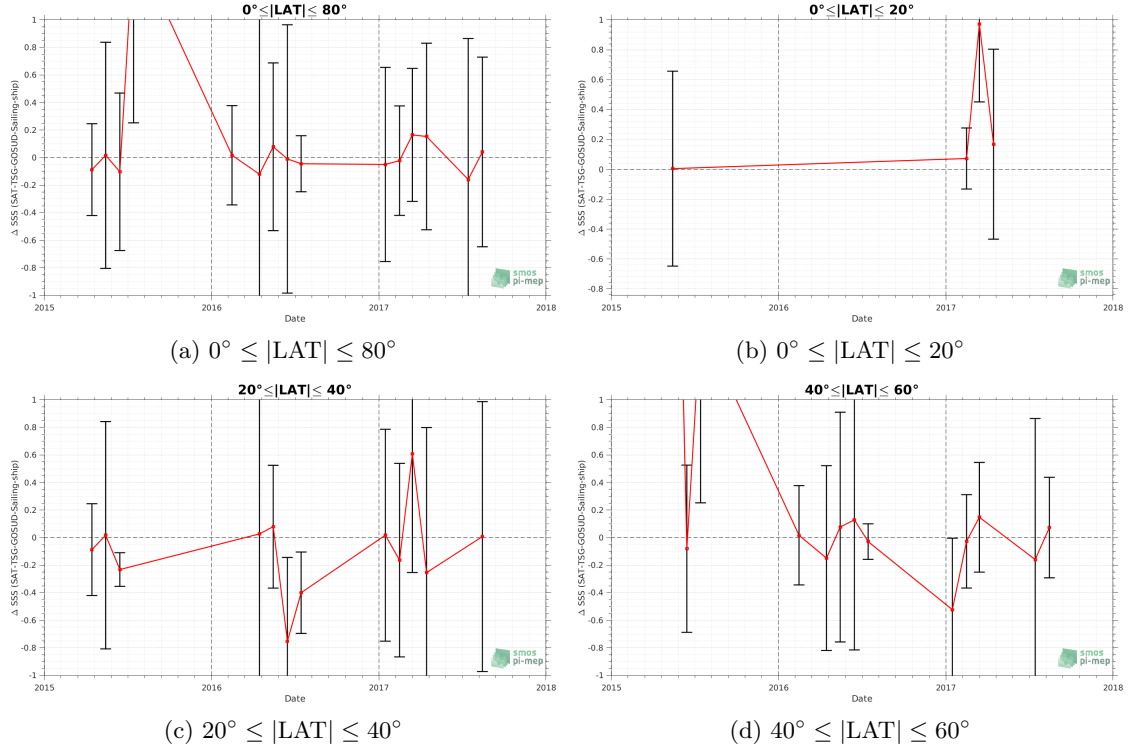 0°≤|LAT|≤ 80°
Δ SSS (SAT-TSG-GOSUD-Sailing-ship)
1
0.8
0.6
0.4
0.2
0
-0.2
-0.4
-0.6
-0.8
-1
2015
2016
2017
2018
Date
smos
pi-mep
(a) 0° ≤ |LAT| ≤ 80°
0°≤|LAT|≤ 20°
Δ SSS (SAT-TSG-GOSUD-Sailing-ship)
1
0.8
0.6
0.4
0.2
0
-0.2
-0.4
-0.6
-0.8
2015
2016
2017
2018
Date
smos
pi-mep
(b) 0° ≤ |LAT| ≤ 20°
20°≤|LAT|≤ 40°
Δ SSS (SAT-TSG-GOSUD-Sailing-ship)
1
0.8
0.6
0.4
0.2
0
-0.2
-0.4
-0.6
-0.8
-1
2015
2016
2017
2018
Date
smos
pi-mep
(c) 20° ≤ |LAT| ≤ 40°
40°≤|LAT|≤ 60°
Δ SSS (SAT-TSG-GOSUD-Sailing-ship)
1
0.8
0.6
0.4
0.2
0
-0.2
-0.4
-0.6
-0.8
-1
2015
2016
2017
2018
Date
smos
pi-mep
(d) 40° ≤ |LAT| ≤ 60°